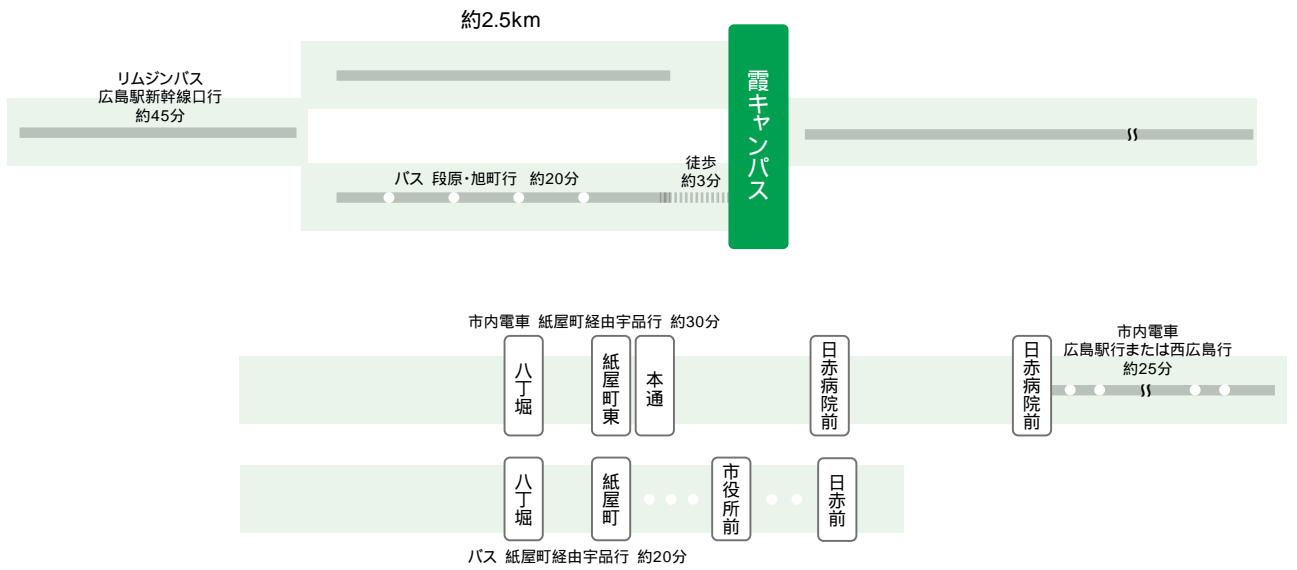 約2.5km
リムジンバス
広島駅新幹線口行
約45分
霞キャンパス
バス 段原・旭町行 約20分
徒歩
約3分
市内電車 紙屋町経由宇品行 約30分
八丁堀
紙屋町東
本通
日赤病院前
日赤病院前
市内電車
広島駅行または西広島行
約25分
八丁堀
紙屋町
市役所前
日赤前
バス 紙屋町経由宇品行 約20分